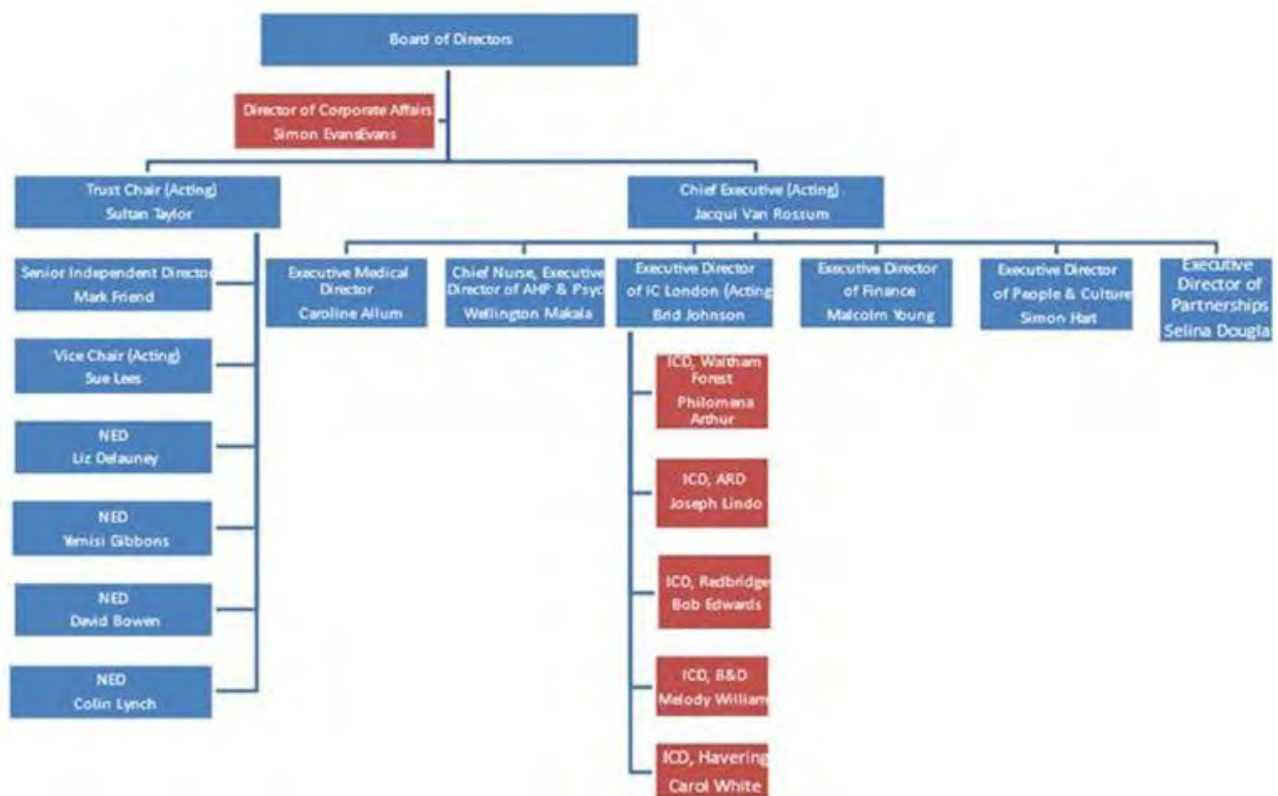 Board of Directors
Director of Corporate Affairs
Simon EvansEvans
Trust Chair (Acting)
Sultan Taylor
Chief Executive (Acting)
Jacqui Van Rossum
Senior Independent Directo
Mark Friend
Vice Chair (Acting)
Sue Lees
NED
Liz Delauney
NED
Yemisi Gibbons
NED
David Bowen
NED
Colin Lynch
Executive Medical
Director
Caroline Allum
Chief Nurse, Executive
Director of AHP & Psyc
Wellington Makala
Executive Director
of IC London (Acting
Brid Johnson
Executive Director
of Finance
Malcolm Young
Executive Director
of People & Culture
Simon Hart
Executive
Director of
Partnerships
Selina Dougla
ICD, Waltham
Forest
Philomena
Arthur
ICD, ARD
Joseph Lindo
ICD, Redbridge
Bob Edwards
ICD, B&D
Melody William
ICD, Havering
Carol White